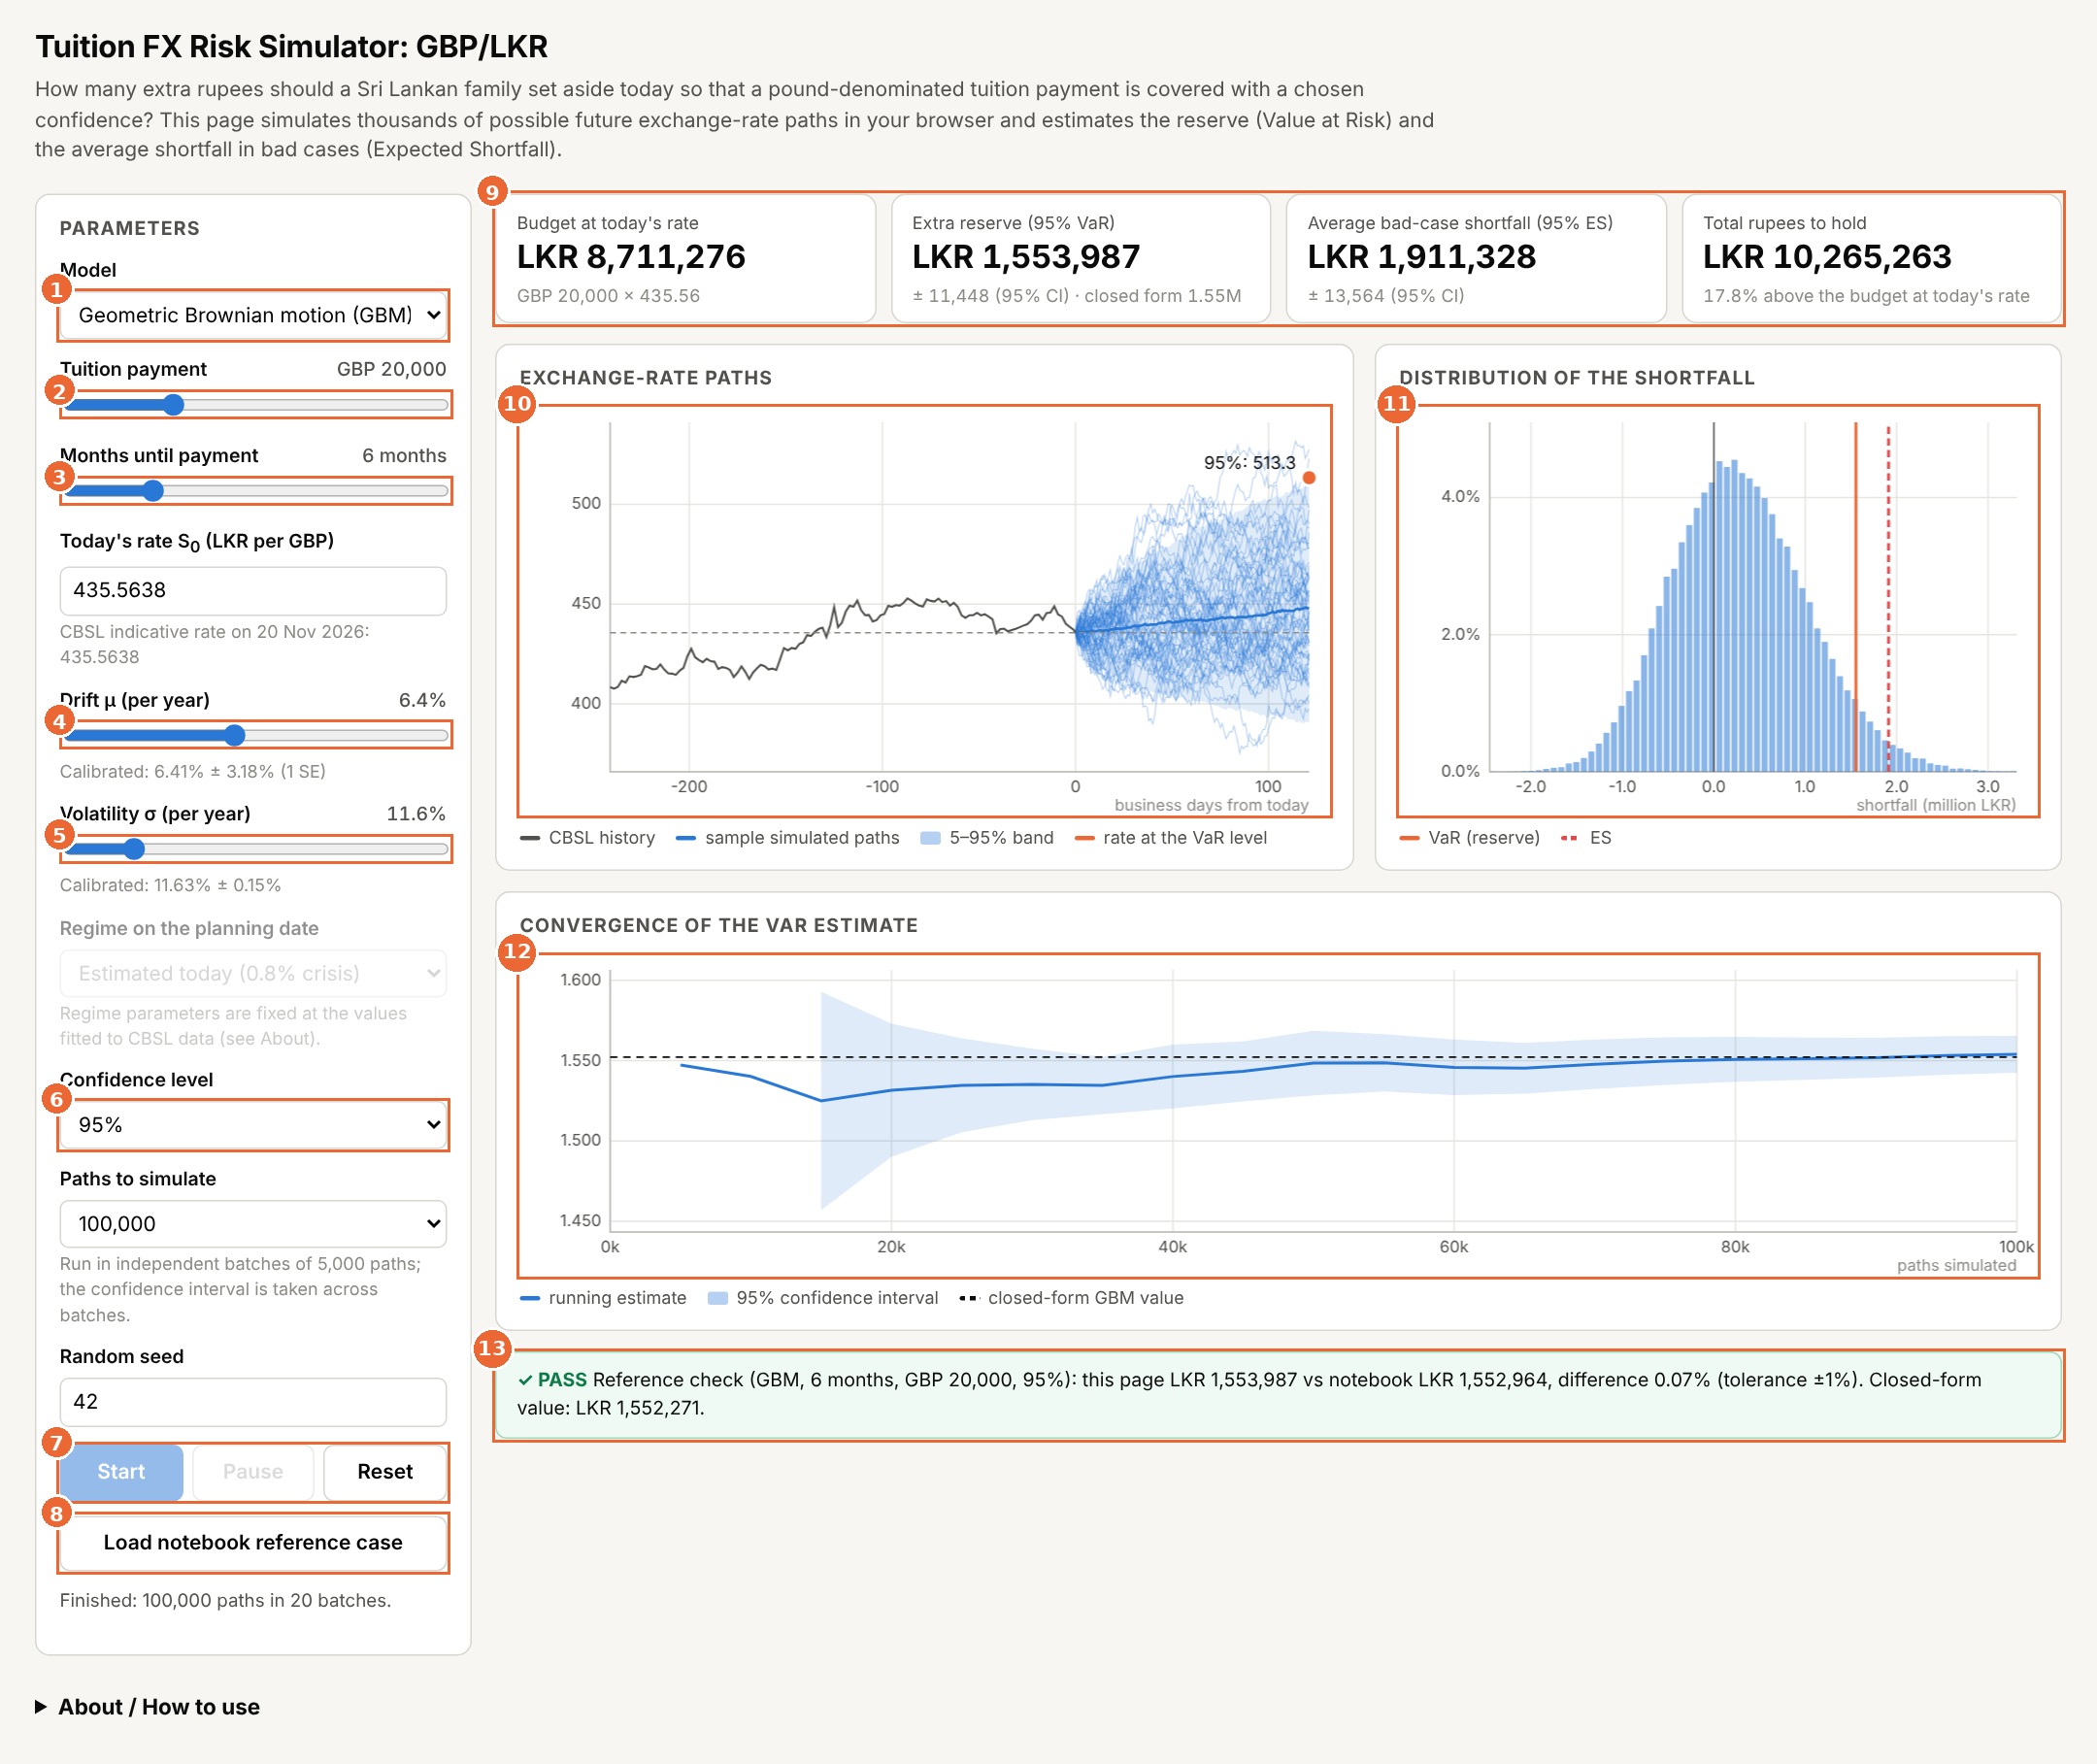 Tuition FX Risk Simulator: GBP/LKR
How many extra rupees should a Sri Lankan family set aside today so that a pound-denominated tuition payment is covered with a chosen
confidence? This page simulates thousands of possible future exchange-rate paths in your browser and estimates the reserve (Value at Risk) and
the average shortfall in bad cases (Expected Shortfall).
PARAMETERS
Model
1
Geometric Brownian motion (GBM)
Tuition payment GBP 20,000
2
Months until payment 6 months
3
Today's rate S0 (LKR per GBP)
435.5638
CBSL indicative rate on 20 Nov 2026:
435.5638
Drift μ (per year) 6.4%
4
Calibrated: 6.41% ± 3.18% (1 SE)
Volatility σ (per year) 11.6%
5
Calibrated: 11.63% ± 0.15%
Regime on the planning date
Estimated today (0.8% crisis)
Regime parameters are fixed at the values
fitted to CBSL data (see About).
Confidence level
6
95%
Paths to simulate
100,000
Run in independent batches of 5,000 paths;
the confidence interval is taken across
batches.
Random seed
42
7
Start Pause Reset
8
Load notebook reference case
Finished: 100,000 paths in 20 batches.
9
Budget at today's rate
LKR 8,711,276
GBP 20,000 × 435.56
Extra reserve (95% VaR)
LKR 1,553,987
± 11,448 (95% CI) · closed form 1.55M
Average bad-case shortfall (95% ES)
LKR 1,911,328
± 13,564 (95% CI)
Total rupees to hold
LKR 10,265,263
17.8% above the budget at today's rate
EXCHANGE-RATE PATHS
10
95%: 513.3
500
450
400
-200 -100 0 100
business days from today
CBSL history sample simulated paths 5–95% band rate at the VaR level
DISTRIBUTION OF THE SHORTFALL
11
4.0%
2.0%
0.0%
-2.0 -1.0 0.0 1.0 2.0 3.0
shortfall (million LKR)
VaR (reserve) ES
CONVERGENCE OF THE VAR ESTIMATE
12
1.600
1.550
1.500
1.450
0k 20k 40k 60k 80k 100k
paths simulated
running estimate 95% confidence interval closed-form GBM value
13
✓ PASS Reference check (GBM, 6 months, GBP 20,000, 95%): this page LKR 1,553,987 vs notebook LKR 1,552,964, difference 0.07% (tolerance ±1%). Closed-form
value: LKR 1,552,271.
▶ About / How to use